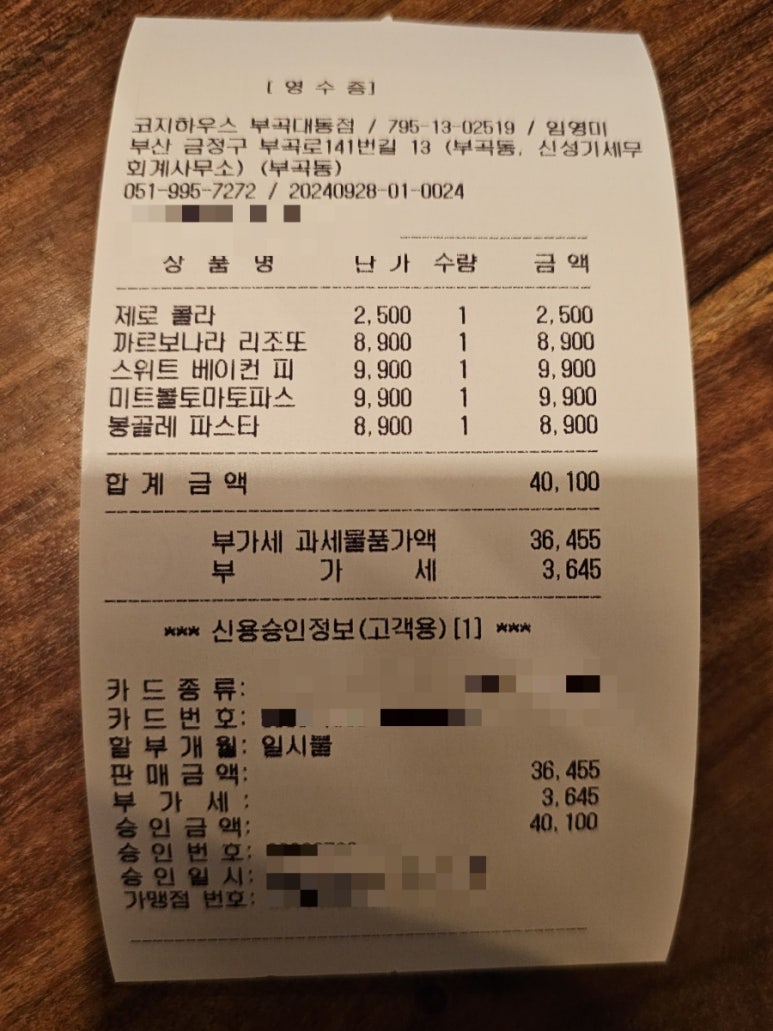 [ 영 수 증 ]
코지하우스 부곡대동점 / 795-13-02519 / 임영미
부산 금정구 부곡로141번길 13 (부곡동, 신성기세무
회계사무소) (부곡동)
051-995-7272 / 20240928-01-0024
상 품 명 단 가 수량 금 액
제로 콜라 2,500 1 2,500
까르보나라 리조또 8,900 1 8,900
스위트 베이컨 피 9,900 1 9,900
미트볼토마토파스 9,900 1 9,900
봉골레 파스타 8,900 1 8,900
합 계 금 액 40,100
부가세 과세물품가액 36,455
부 가 세 3,645
*** 신용승인정보(고객용)[1] ***
카 드 종 류:
카 드 번 호:
할 부 개 월: 일시불
판 매 금 액: 36,455
부 가 세 : 3,645
승 인 금 액: 40,100
승 인 번 호:
승 인 일 시:
가맹점 번호: